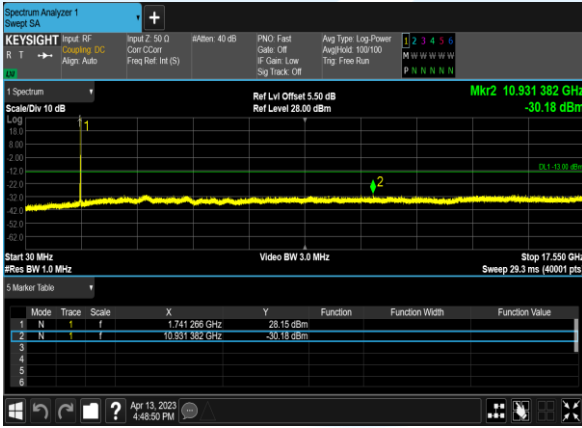 Spectrum Analyzer 1
Swept SA
KEYSIGHT Input: RF Input Z: 50 Ω #Atten: 40 dB PNO: Fast Avg Type: Log-Power 1 2 3 4 5 6
R T Coupling: DC Corr CCorr Gate: Off Avg|Hold: 100/100 M W W W W W
Align: Auto Freq Ref: Int (S) IF Gain: Low Trig: Free Run
LVI Sig Track: Off P N N N N N
1 Spectrum Ref Lvl Offset 5.50 dB Mkr2 10.931 382 GHz
Scale/Div 10 dB Ref Level 28.00 dBm -30.18 dBm
Log
1
18.0
8.00
-2.00
-12.0 DL1 -13.00 dBm
2
-22.0
-32.0
-42.0
-52.0
-62.0
Start 30 MHz Video BW 3.0 MHz Stop 17.550 GHz
#Res BW 1.0 MHz Sweep 29.3 ms (40001 pts
5 Marker Table
Mode Trace Scale X Y Function Function Width Function Value
1 N 1 f 1.741 266 GHz 28.15 dBm
2 N 1 f 10.931 382 GHz -30.18 dBm
3
4
5
6
? Apr 13, 2023
4:48:50 PM